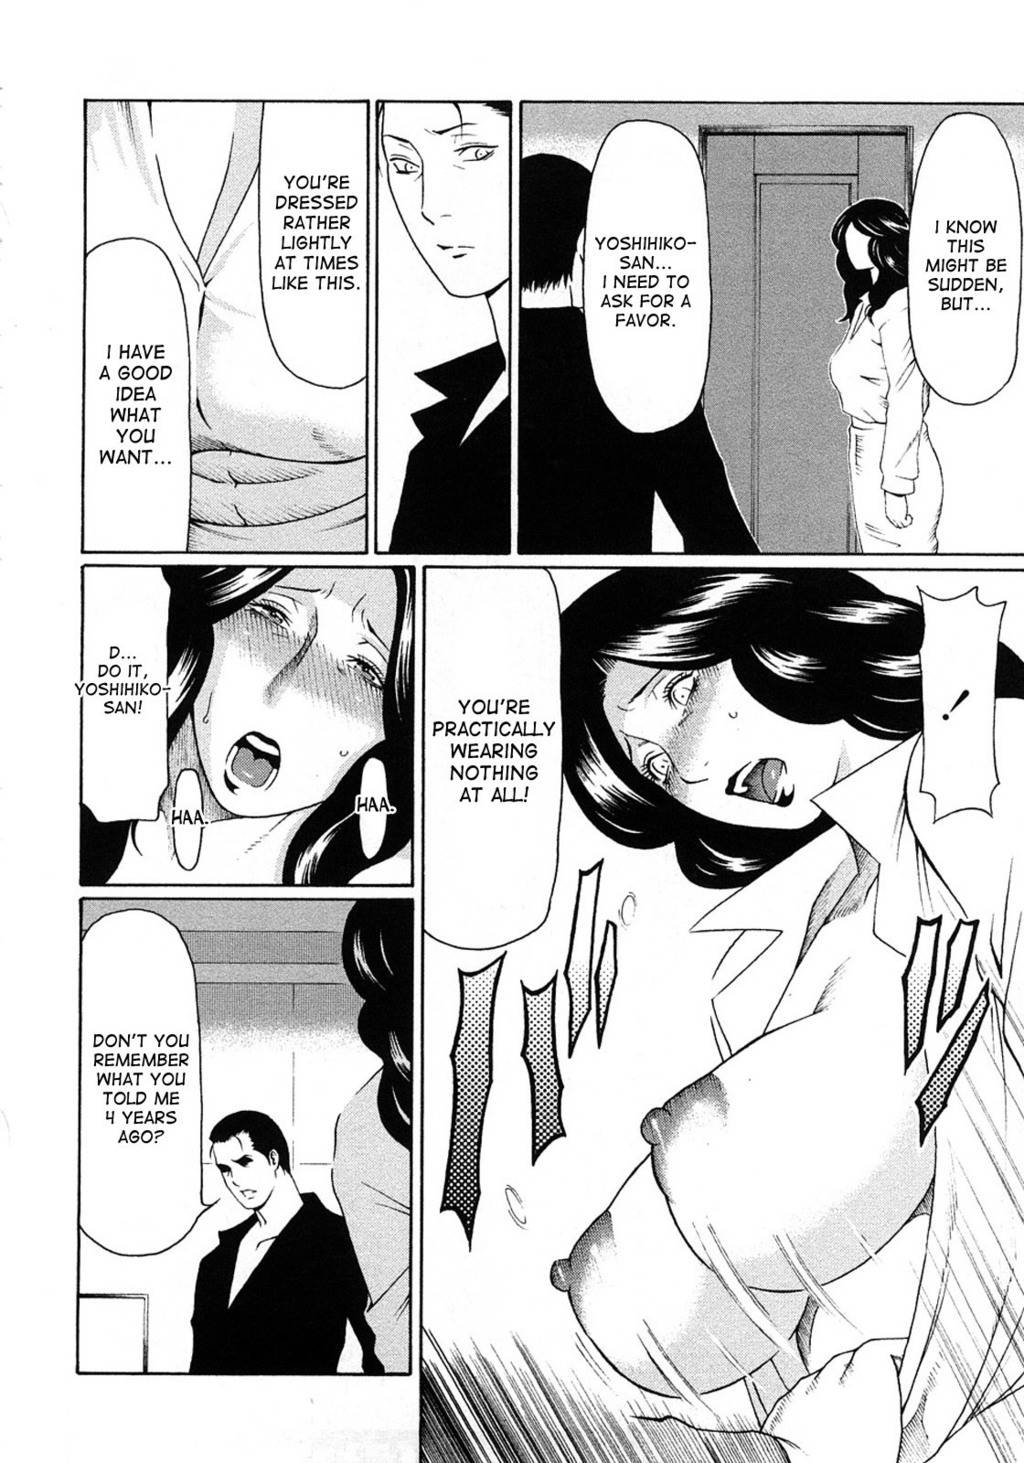 I KNOW
THIS
MIGHT BE
SUDDEN,
BUT...
YOSHIHIKO-
SAN...
I NEED TO
ASK FOR A
FAVOR.
YOU'RE
DRESSED
RATHER
LIGHTLY
AT TIMES
LIKE THIS.
I HAVE
A GOOD
IDEA
WHAT
YOU
WANT...
!
YOU'RE
PRACTICALLY
WEARING
NOTHING
AT ALL!
D...
DO IT,
YOSHIHIKO-
SAN!
HAA.
HAA.
DON'T YOU
REMEMBER
WHAT YOU
TOLD ME
4 YEARS
AGO?